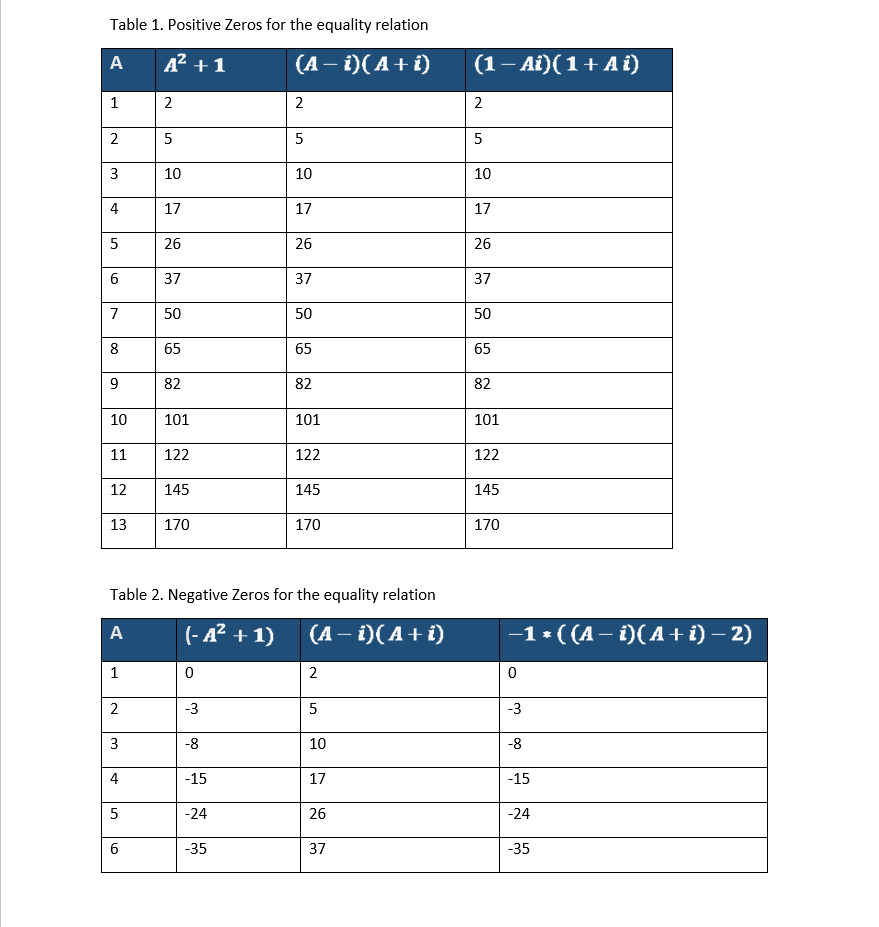 Table 1. Positive Zeros for the equality relation
A A² + 1 (A − i)( A + i) (1 − Ai)( 1 + A i)
1 2 2 2
2 5 5 5
3 10 10 10
4 17 17 17
5 26 26 26
6 37 37 37
7 50 50 50
8 65 65 65
9 82 82 82
10 101 101 101
11 122 122 122
12 145 145 145
13 170 170 170
Table 2. Negative Zeros for the equality relation
A (- A² + 1) (A − i)( A + i) −1 * ( (A − i)( A + i) − 2)
1 0 2 0
2 -3 5 -3
3 -8 10 -8
4 -15 17 -15
5 -24 26 -24
6 -35 37 -35